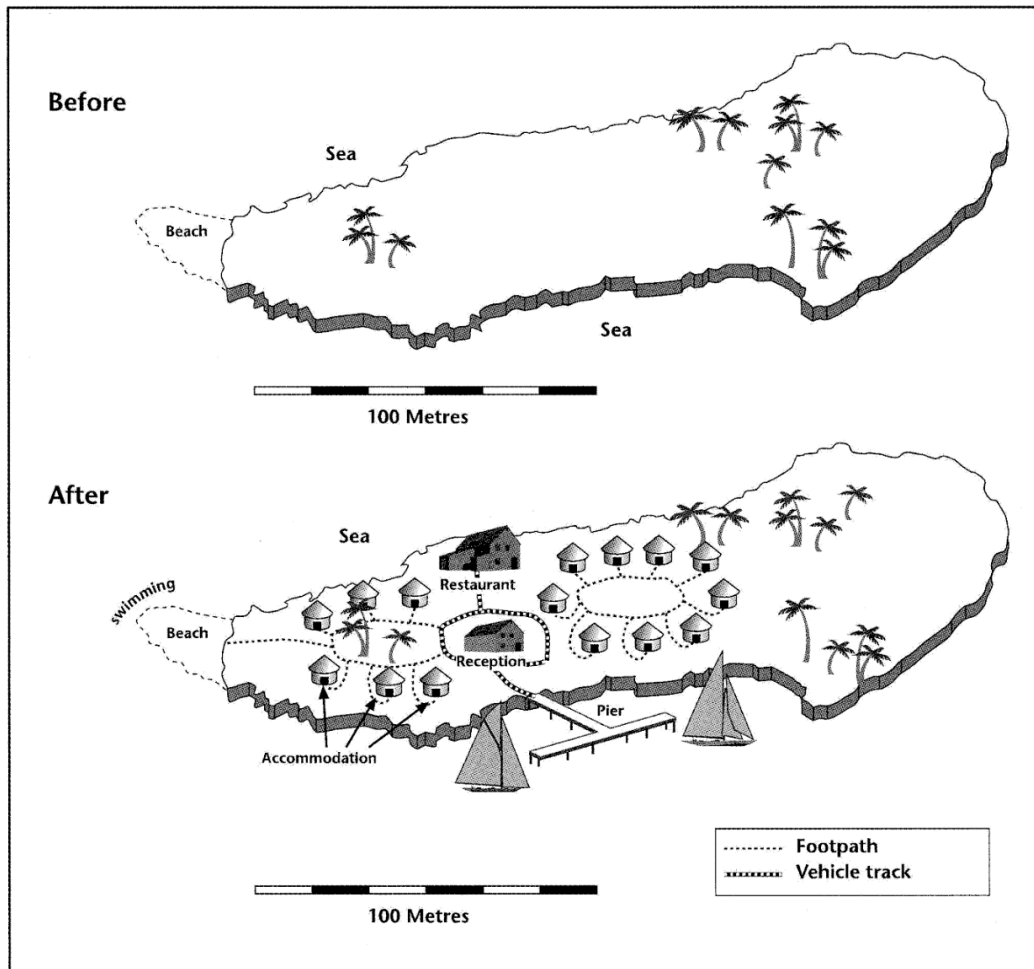 Before
Sea
Beach
Sea
100 Metres
After
Sea
swimming
Restaurant
Beach
Reception
Pier
Accommodation
Footpath
Vehicle track
100 Metres